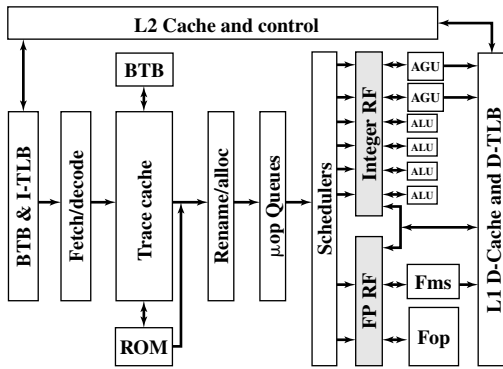 L2 Cache and control
BTB & I-TLB
Fetch/decode
BTB
Trace cache
ROM
Rename/alloc
µop Queues
Schedulers
Integer RF
FP RF
AGU
AGU
ALU
ALU
ALU
ALU
Fms
Fop
L1 D-Cache and D-TLB